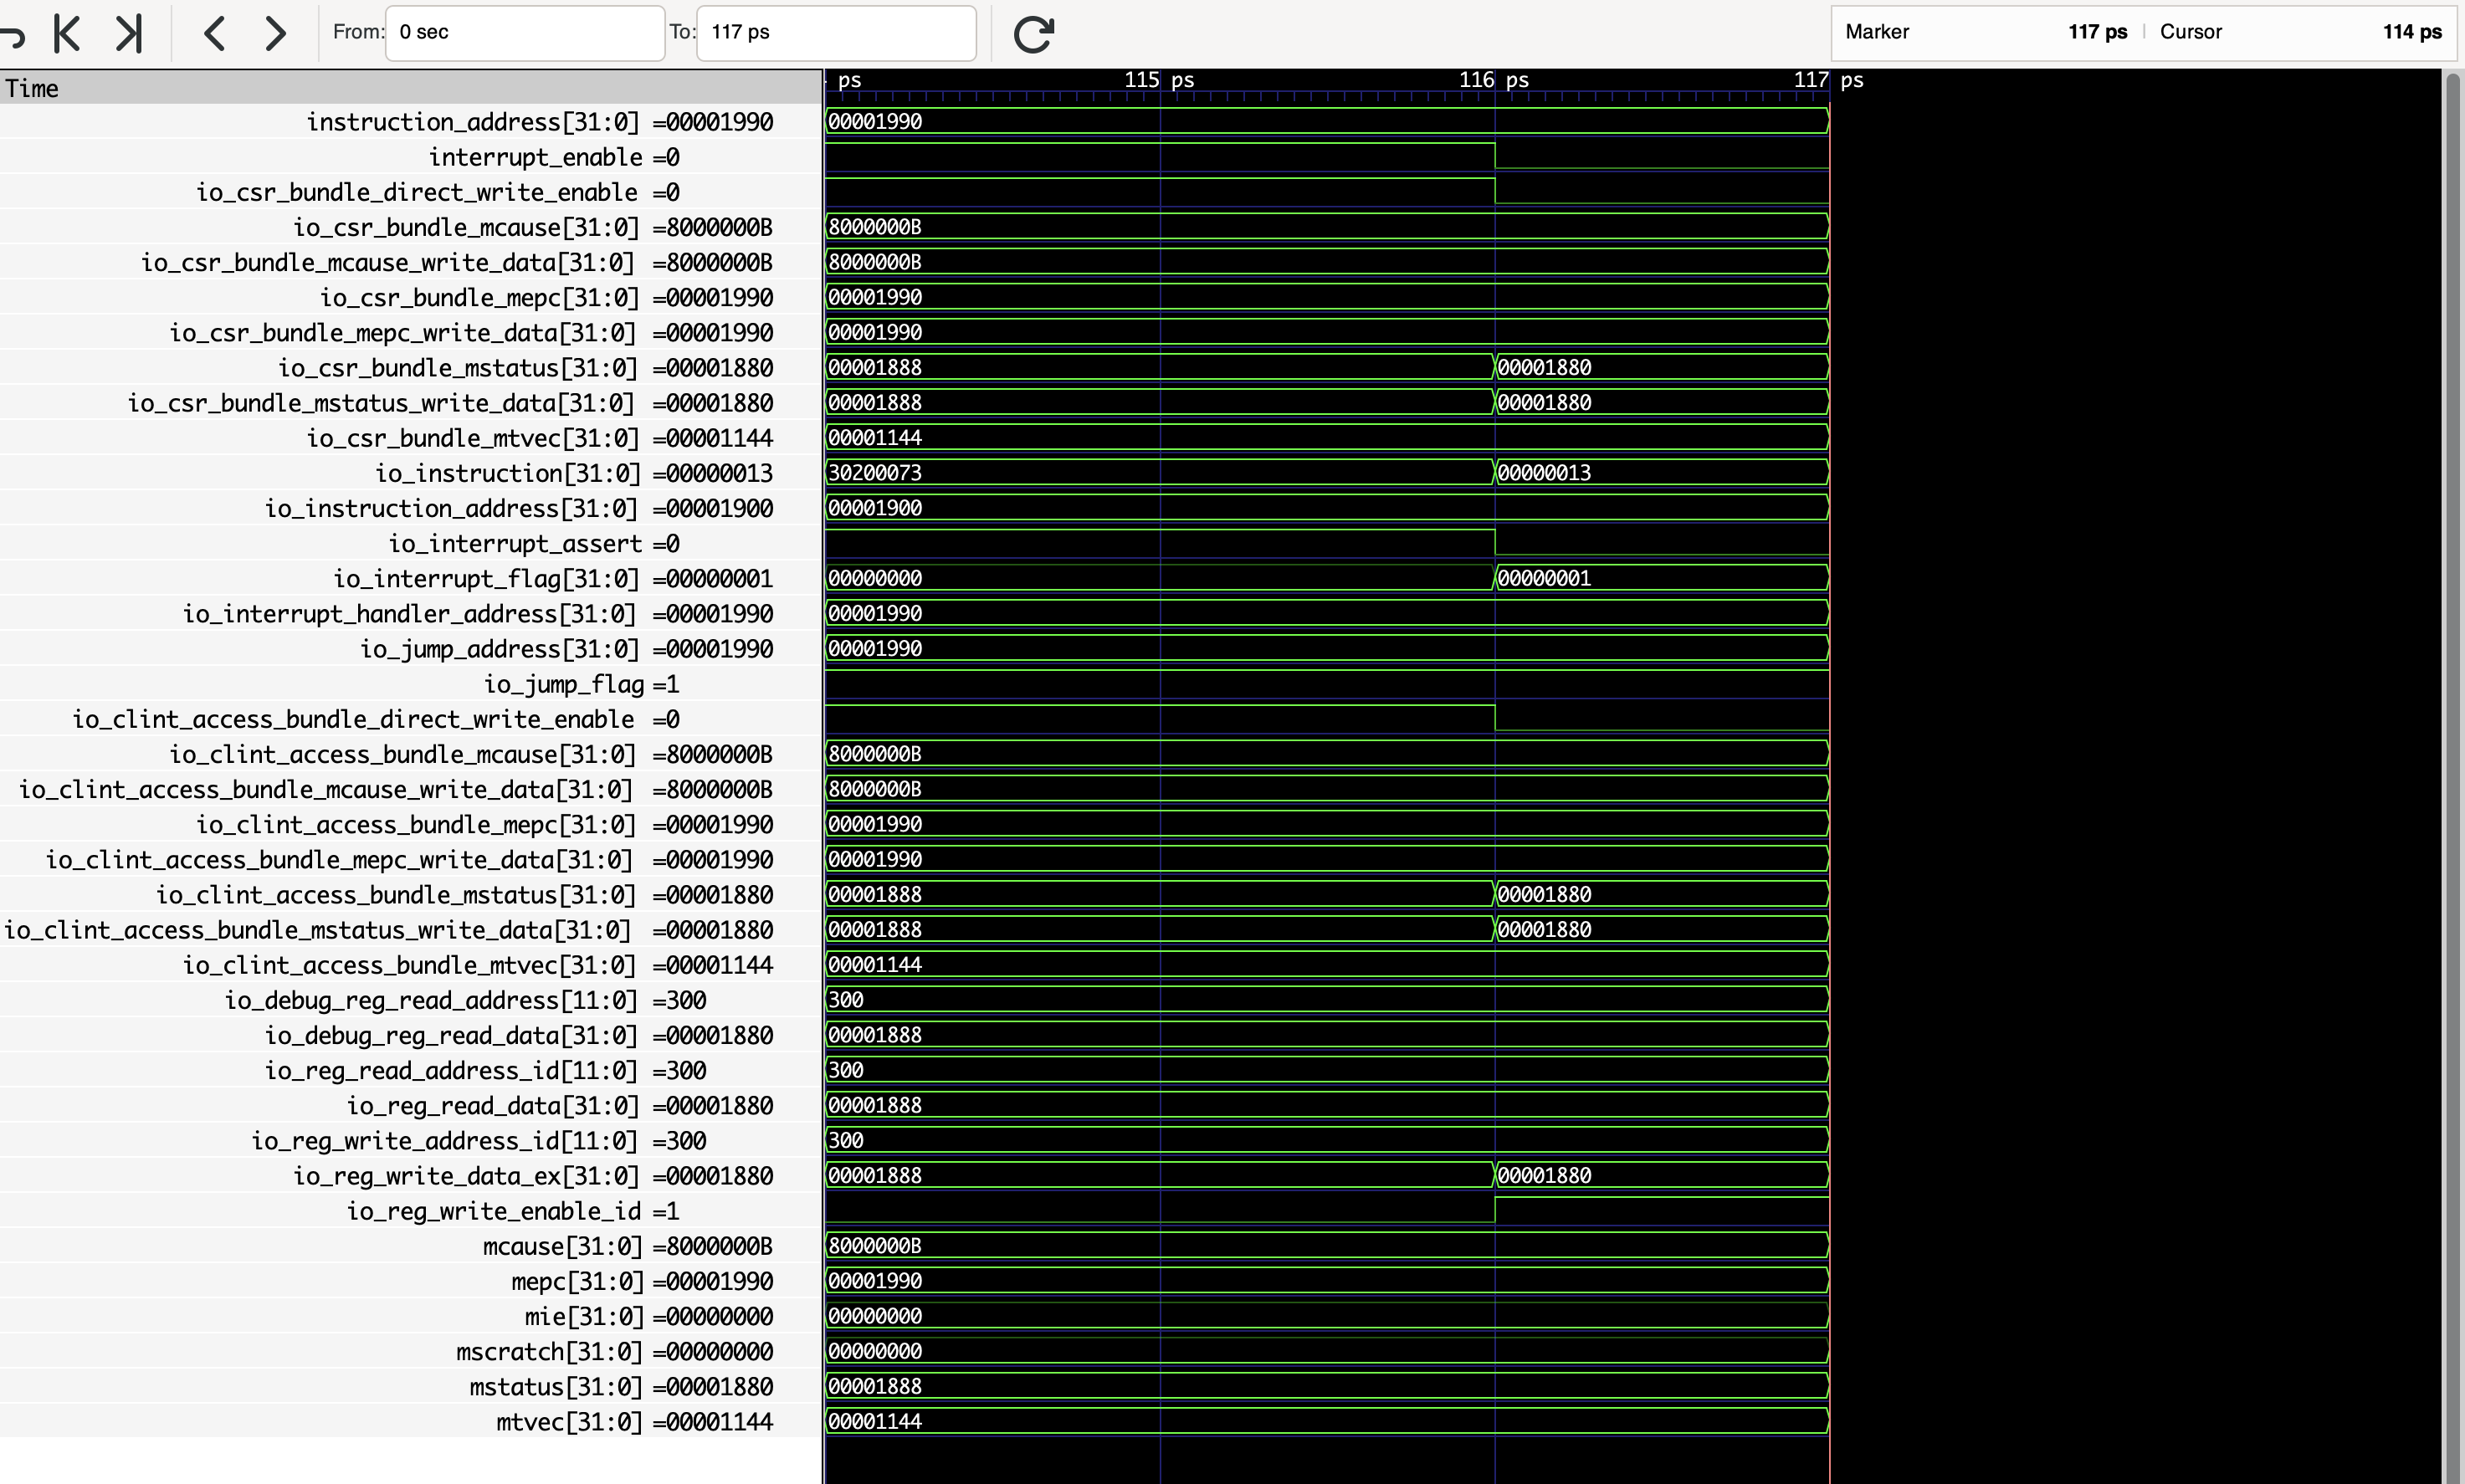 From: 0 sec To: 117 ps Marker 117 ps Cursor 114 ps
Time ps 115 ps 116 ps 117 ps
instruction_address[31:0] =00001990 00001990
interrupt_enable =0
io_csr_bundle_direct_write_enable =0
io_csr_bundle_mcause[31:0] =8000000B 8000000B
io_csr_bundle_mcause_write_data[31:0] =8000000B 8000000B
io_csr_bundle_mepc[31:0] =00001990 00001990
io_csr_bundle_mepc_write_data[31:0] =00001990 00001990
io_csr_bundle_mstatus[31:0] =00001880 00001888 00001880
io_csr_bundle_mstatus_write_data[31:0] =00001880 00001888 00001880
io_csr_bundle_mtvec[31:0] =00001144 00001144
io_instruction[31:0] =00000013 30200073 00000013
io_instruction_address[31:0] =00001900 00001900
io_interrupt_assert =0
io_interrupt_flag[31:0] =00000001 00000000 00000001
io_interrupt_handler_address[31:0] =00001990 00001990
io_jump_address[31:0] =00001990 00001990
io_jump_flag =1
io_clint_access_bundle_direct_write_enable =0
io_clint_access_bundle_mcause[31:0] =8000000B 8000000B
io_clint_access_bundle_mcause_write_data[31:0] =8000000B 8000000B
io_clint_access_bundle_mepc[31:0] =00001990 00001990
io_clint_access_bundle_mepc_write_data[31:0] =00001990 00001990
io_clint_access_bundle_mstatus[31:0] =00001880 00001888 00001880
io_clint_access_bundle_mstatus_write_data[31:0] =00001880 00001888 00001880
io_clint_access_bundle_mtvec[31:0] =00001144 00001144
io_debug_reg_read_address[11:0] =300 300
io_debug_reg_read_data[31:0] =00001880 00001888
io_reg_read_address_id[11:0] =300 300
io_reg_read_data[31:0] =00001880 00001888
io_reg_write_address_id[11:0] =300 300
io_reg_write_data_ex[31:0] =00001880 00001888 00001880
io_reg_write_enable_id =1
mcause[31:0] =8000000B 8000000B
mepc[31:0] =00001990 00001990
mie[31:0] =00000000 00000000
mscratch[31:0] =00000000 00000000
mstatus[31:0] =00001880 00001888
mtvec[31:0] =00001144 00001144